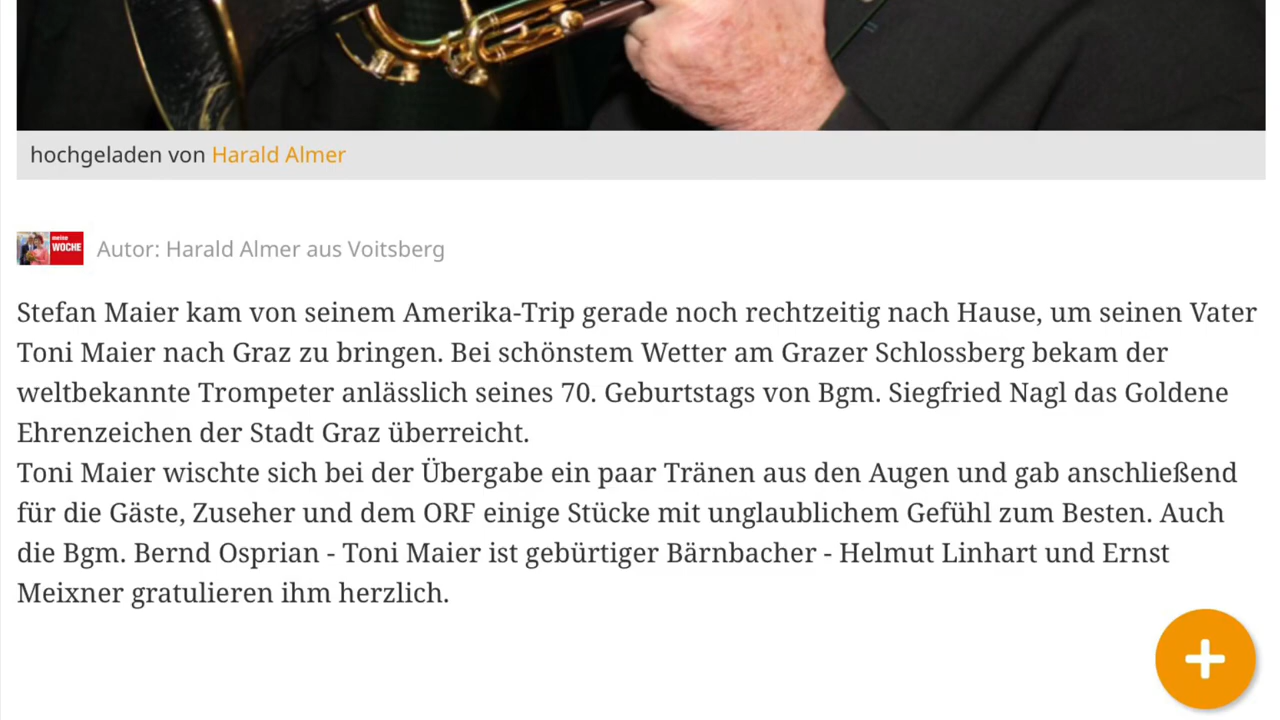 hochgeladen von Harald Almer
meine
WOCHE
Autor: Harald Almer aus Voitsberg
Stefan Maier kam von seinem Amerika-Trip gerade noch rechtzeitig nach Hause, um seinen Vater
Toni Maier nach Graz zu bringen. Bei schönstem Wetter am Grazer Schlossberg bekam der
weltbekannte Trompeter anlässlich seines 70. Geburtstags von Bgm. Siegfried Nagl das Goldene
Ehrenzeichen der Stadt Graz überreicht.
Toni Maier wischte sich bei der Übergabe ein paar Tränen aus den Augen und gab anschließend
für die Gäste, Zuseher und dem ORF einige Stücke mit unglaublichem Gefühl zum Besten. Auch
die Bgm. Bernd Osprian - Toni Maier ist gebürtiger Bärnbacher - Helmut Linhart und Ernst
Meixner gratulieren ihm herzlich.